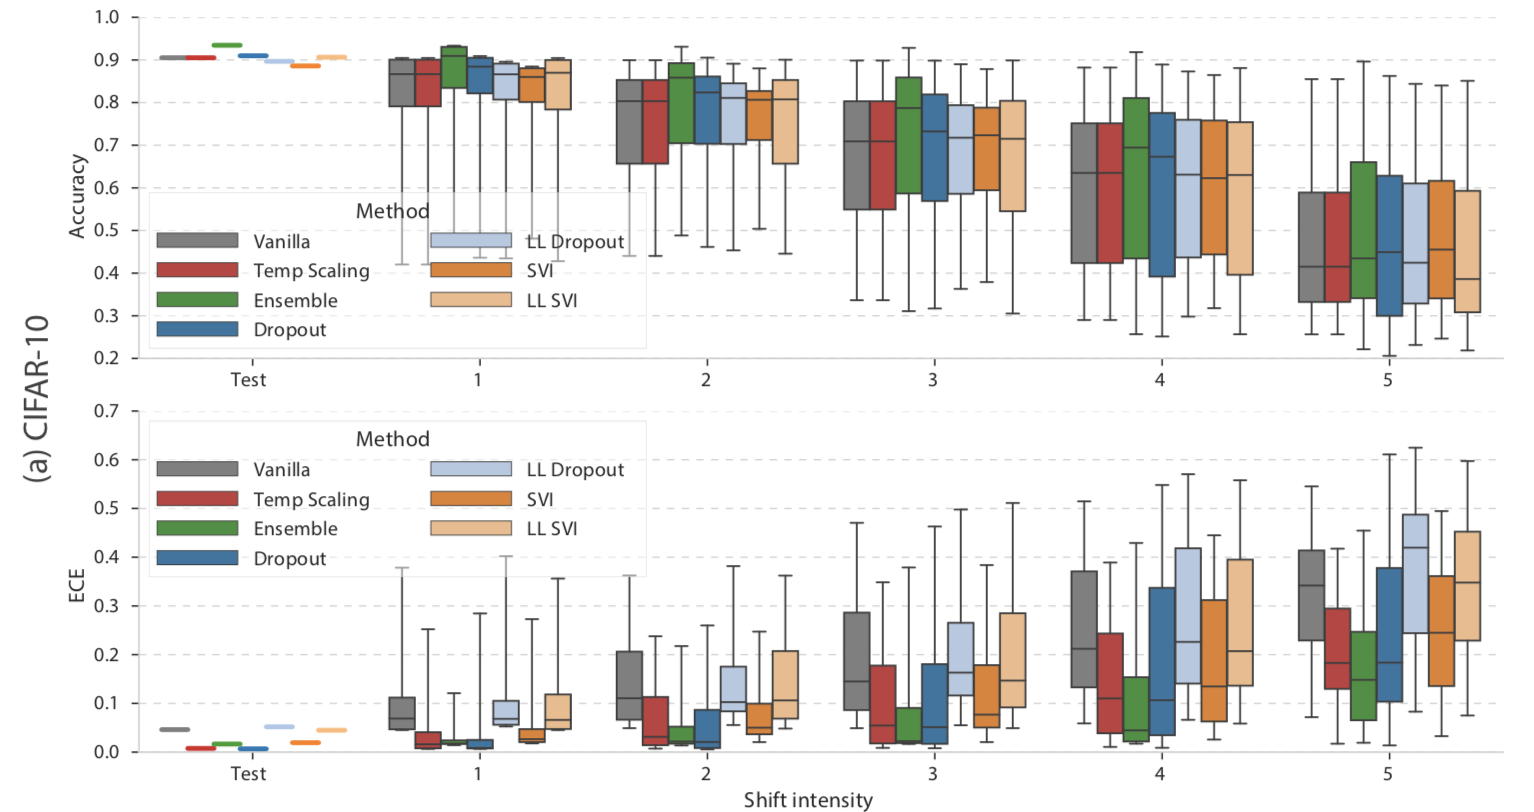 (a) CIFAR-10
Accuracy
1.0
0.9
0.8
0.7
0.6
0.5
0.4
0.3
0.2
Method
Vanilla
Temp Scaling
Ensemble
Dropout
LL Dropout
SVI
LL SVI
Test 1 2 3 4 5
ECE
0.7
0.6
0.5
0.4
0.3
0.2
0.1
0.0
Method
Vanilla
Temp Scaling
Ensemble
Dropout
LL Dropout
SVI
LL SVI
Test 1 2 3 4 5
Shift intensity